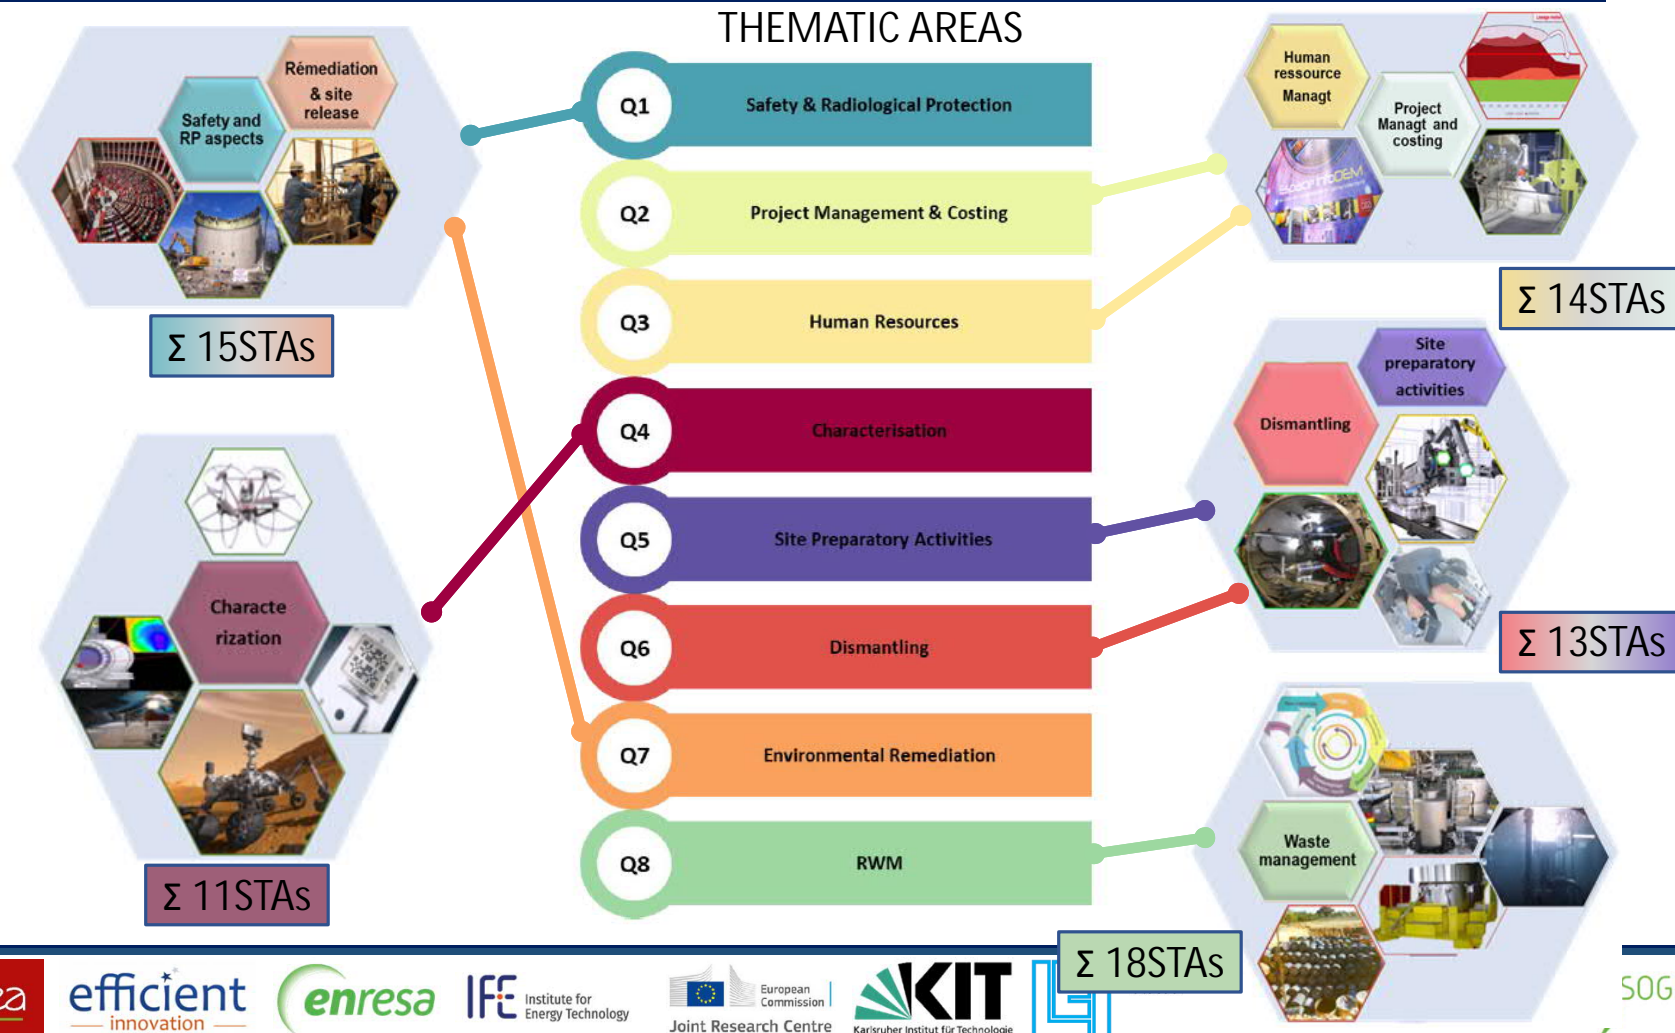 THEMATIC AREAS
Rémediation
& site
release
Safety and
RP aspects
Σ 15STAs
Characte
rization
Σ 11STAs
Q1
Safety & Radiological Protection
Q2
Project Management & Costing
Q3
Human Resources
Q4
Characterisation
Q5
Site Preparatory Activities
Q6
Dismantling
Q7
Environmental Remediation
Q8
RWM
Human
ressource
Managt
Project
Managt and
costing
Σ 14STAs
Site
preparatory
activities
Dismantling
Σ 13STAs
Waste
management
Σ 18STAs
efficient
innovation
enresa
IFE
Institute for
Energy Technology
European
Commission
Joint Research Centre
KIT
Karlsruher Institut für Technologie
SOG